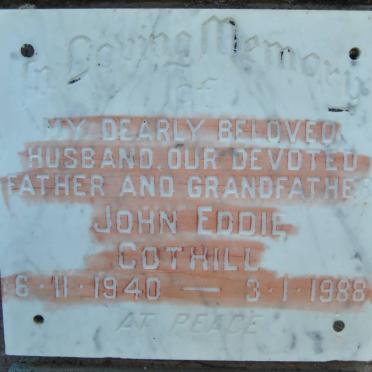 In Loving Memory
of
MY DEARLY BELOVED
HUSBAND, OUR DEVOTED
FATHER AND GRANDFATHER
JOHN EDDIE
COTHILL
6·11·1940 — 3·1·1988
AT PEACE